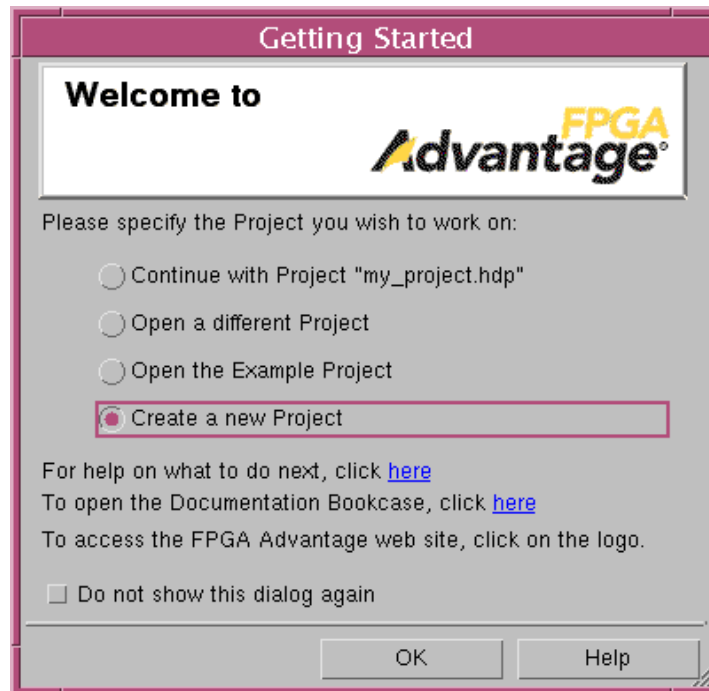 Getting Started
Welcome to
FPGA
Advantage
Please specify the Project you wish to work on:
Continue with Project "my_project.hdp"
Open a different Project
Open the Example Project
Create a new Project
For help on what to do next, click here
To open the Documentation Bookcase, click here
To access the FPGA Advantage web site, click on the logo.
Do not show this dialog again
OK Help